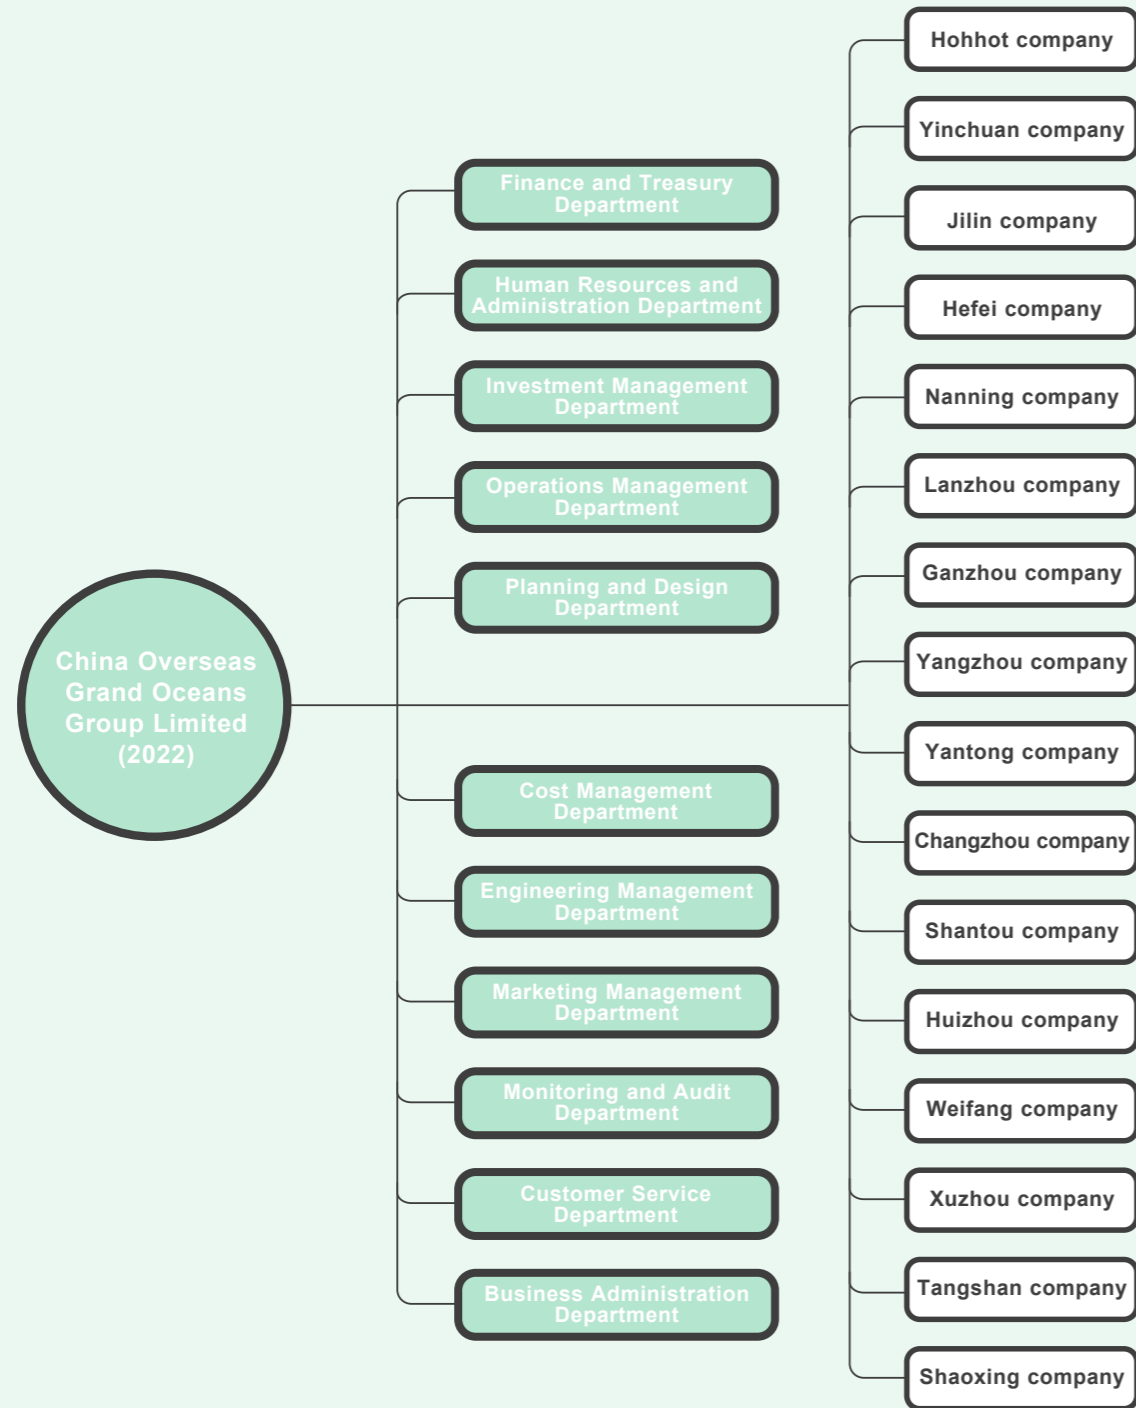 China Overseas
Grand Oceans
Group Limited
(2022)
Finance and Treasury
Department
Human Resources and
Administration Department
Investment Management
Department
Operations Management
Department
Planning and Design
Department
Cost Management
Department
Engineering Management
Department
Marketing Management
Department
Monitoring and Audit
Department
Customer Service
Department
Business Administration
Department
Hohhot company
Yinchuan company
Jilin company
Hefei company
Nanning company
Lanzhou company
Ganzhou company
Yangzhou company
Yantong company
Changzhou company
Shantou company
Huizhou company
Weifang company
Xuzhou company
Tangshan company
Shaoxing company